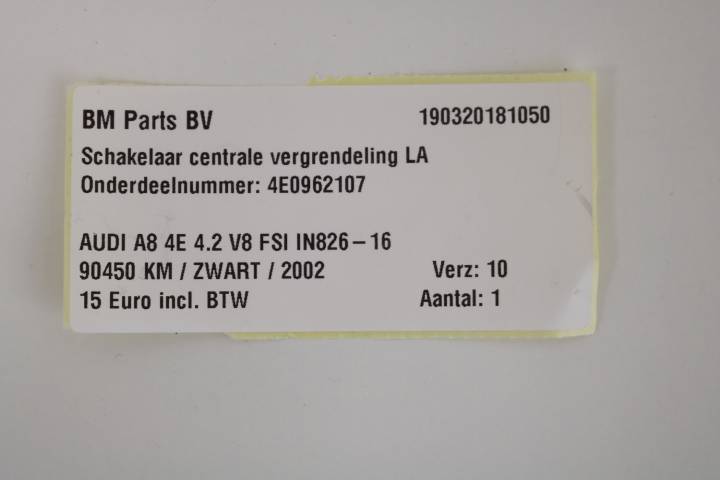 BM Parts BV 190320181050
Schakelaar centrale vergrendeling LA
Onderdeelnummer: 4E0962107
AUDI A8 4E 4.2 V8 FSI IN826-16
90450 KM / ZWART / 2002 Verz: 10
15 Euro incl. BTW Aantal: 1